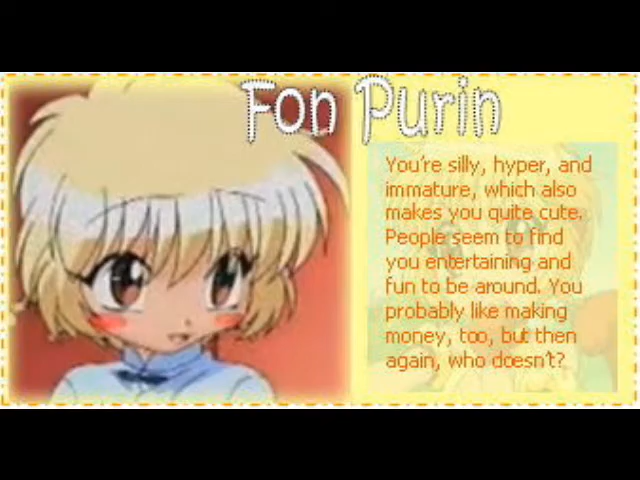 Fon Purin
You're silly, hyper, and
immature, which also
makes you quite cute.
People seem to find
you entertaining and
fun to be around. You
probably like making
money, too, but then
again, who doesn't?